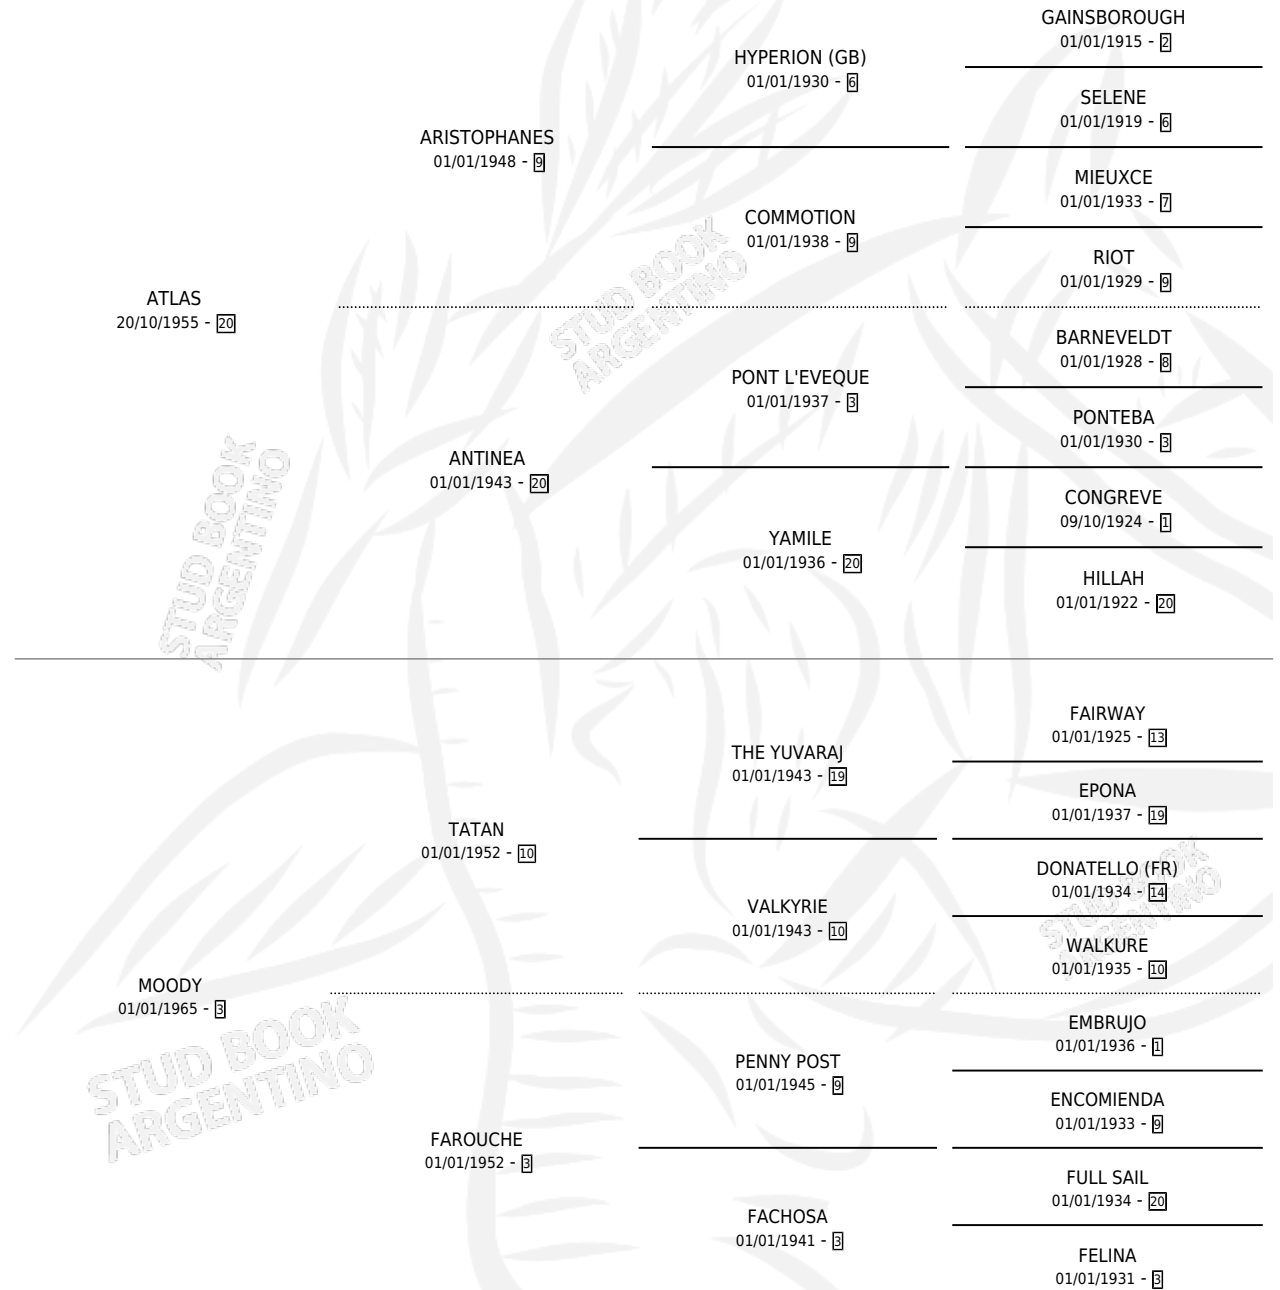 GAINSBOROUGH
01/01/1915 - 2
HYPERION (GB)
01/01/1930 - 6
SELENE
01/01/1919 - 6
ARISTOPHANES
01/01/1948 - 9
MIEUXCE
01/01/1933 - 7
COMMOTION
01/01/1938 - 9
RIOT
01/01/1929 - 9
ATLAS
20/10/1955 - 20
BARNEVELDT
01/01/1928 - 8
PONT L'EVEQUE
01/01/1937 - 3
PONTEBA
01/01/1930 - 3
ANTINEA
01/01/1943 - 20
CONGREVE
09/10/1924 - 1
YAMILE
01/01/1936 - 20
HILLAH
01/01/1922 - 20
FAIRWAY
01/01/1925 - 13
THE YUVARAJ
01/01/1943 - 19
EPONA
01/01/1937 - 19
TATAN
01/01/1952 - 10
DONATELLO (FR)
01/01/1934 - 14
VALKYRIE
01/01/1943 - 10
WALKURE
01/01/1935 - 10
MOODY
01/01/1965 - 3
EMBRUJO
01/01/1936 - 1
PENNY POST
01/01/1945 - 9
ENCOMIENDA
01/01/1933 - 9
FAROUCHE
01/01/1952 - 3
FULL SAIL
01/01/1934 - 20
FACHOSA
01/01/1941 - 3
FELINA
01/01/1931 - 3
STUD BOOK
ARGENTINO
STUD BOOK
ARGENTINO
STUD BOOK
ARGENTINO
STUD BOOK
ARGENTINO